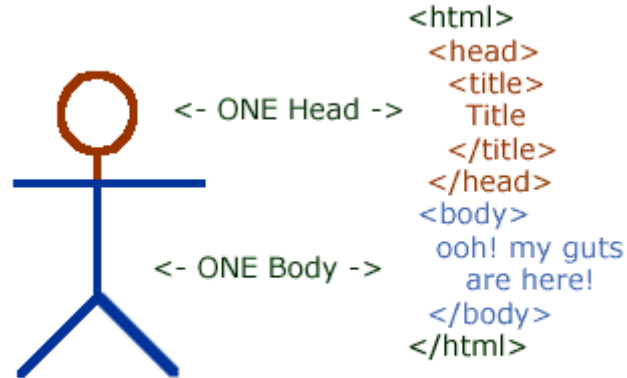 <html>
<head>
<title>
<- ONE Head ->
Title
</title>
</head>
<body>
ooh! my guts
<- ONE Body ->
are here!
</body>
</html>